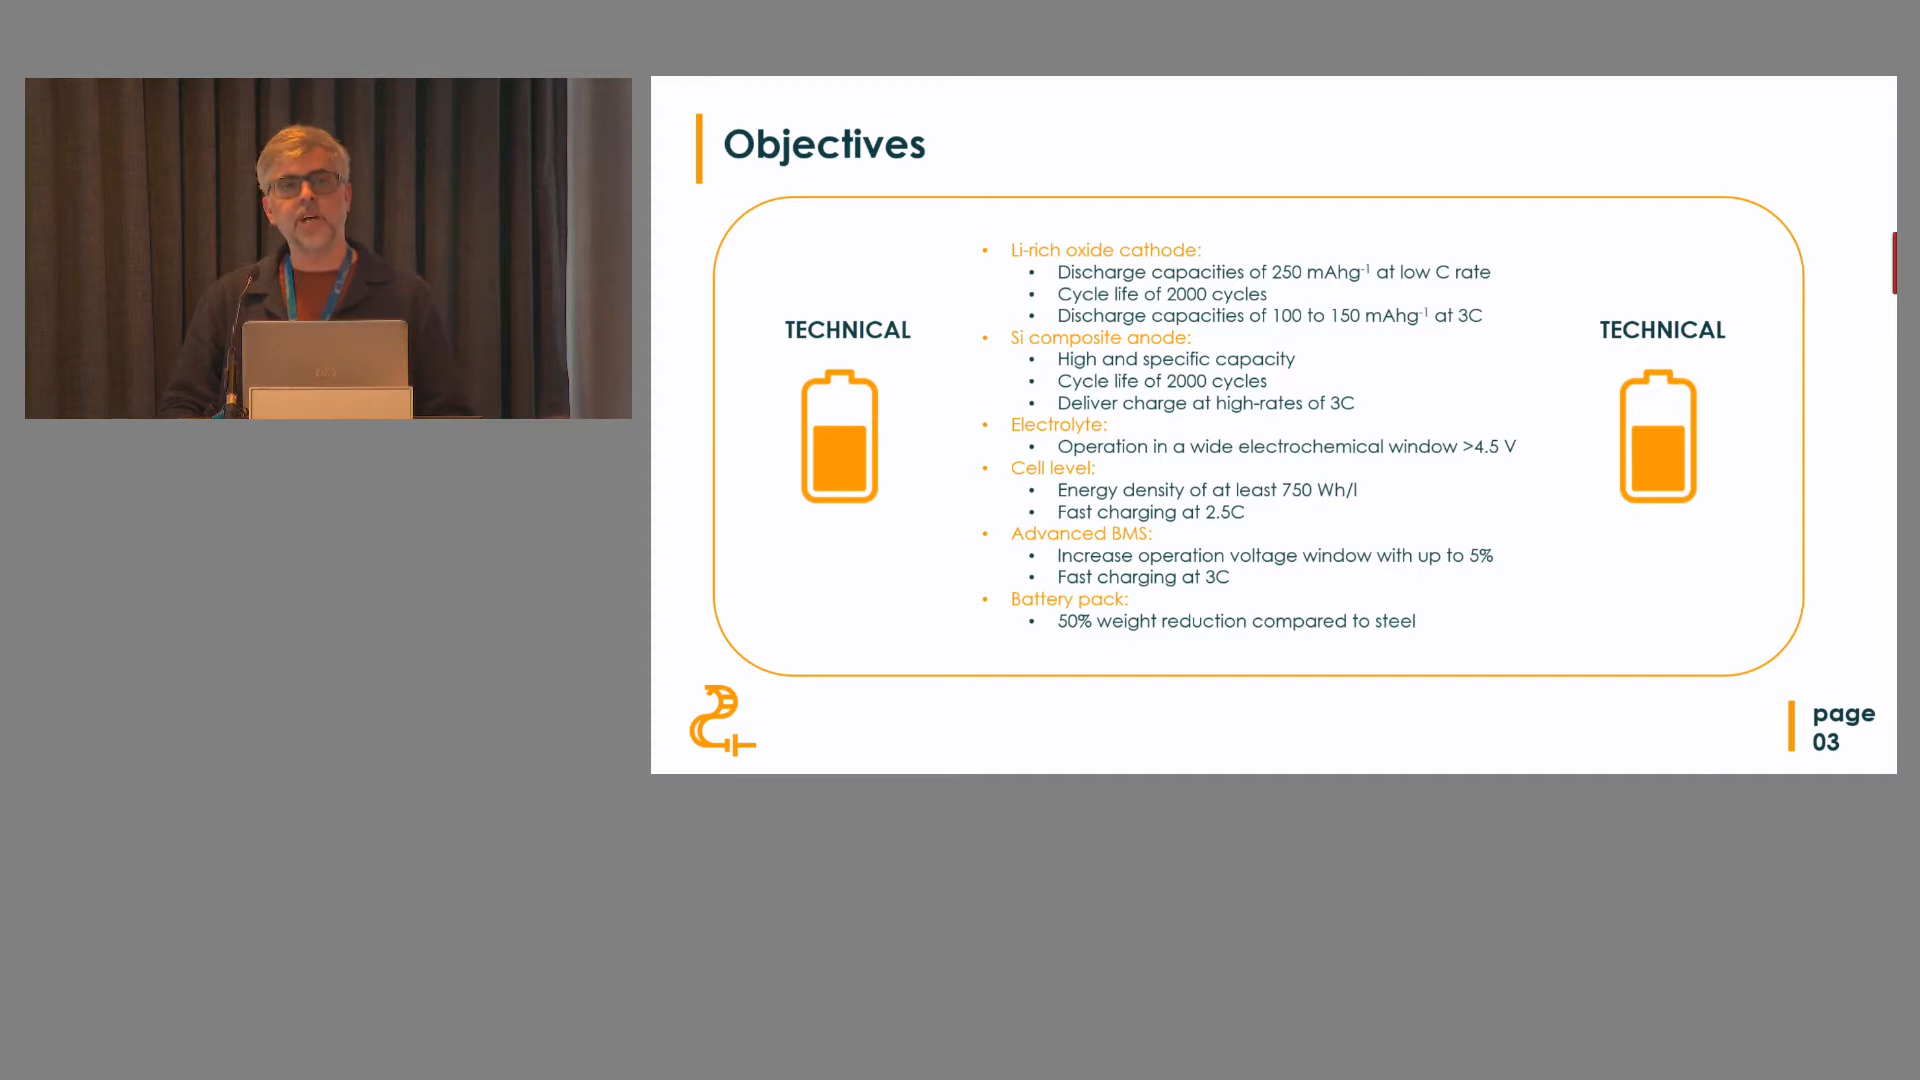 Objectives
TECHNICAL
• Li-rich oxide cathode:
• Discharge capacities of 250 mAhg⁻¹ at low C rate
• Cycle life of 2000 cycles
• Discharge capacities of 100 to 150 mAhg⁻¹ at 3C
• Si composite anode:
• High and specific capacity
• Cycle life of 2000 cycles
• Deliver charge at high-rates of 3C
• Electrolyte:
• Operation in a wide electrochemical window >4.5 V
• Cell level:
• Energy density of at least 750 Wh/l
• Fast charging at 2.5C
• Advanced BMS:
• Increase operation voltage window with up to 5%
• Fast charging at 3C
• Battery pack:
• 50% weight reduction compared to steel
TECHNICAL
page
03